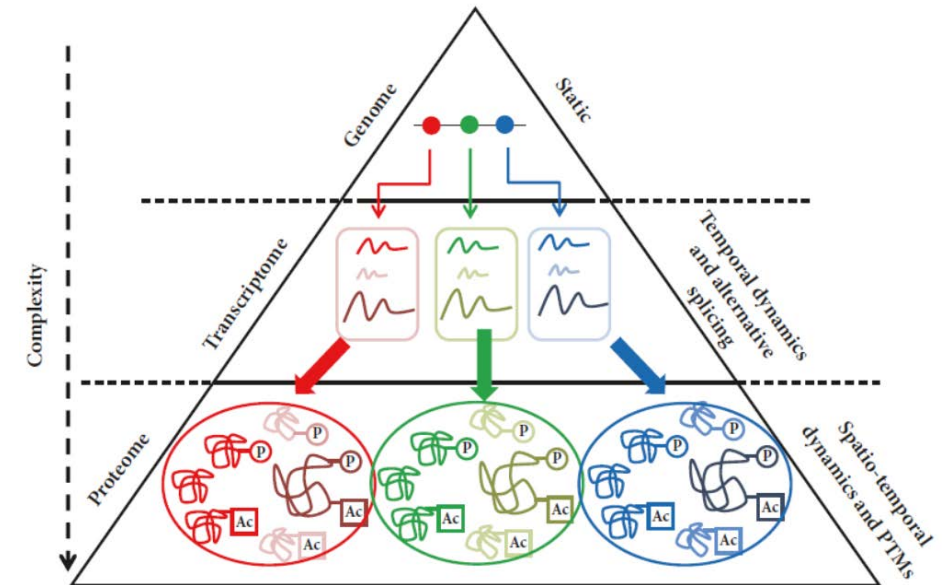 Complexity
Genome
Static
Transcriptome
Temporal dynamics
and alternative
splicing
Proteome
Spatio-temporal
dynamics and PTMs
P
P
P
Ac
Ac
Ac
P
P
P
Ac
Ac
Ac
P
P
P
Ac
Ac
Ac